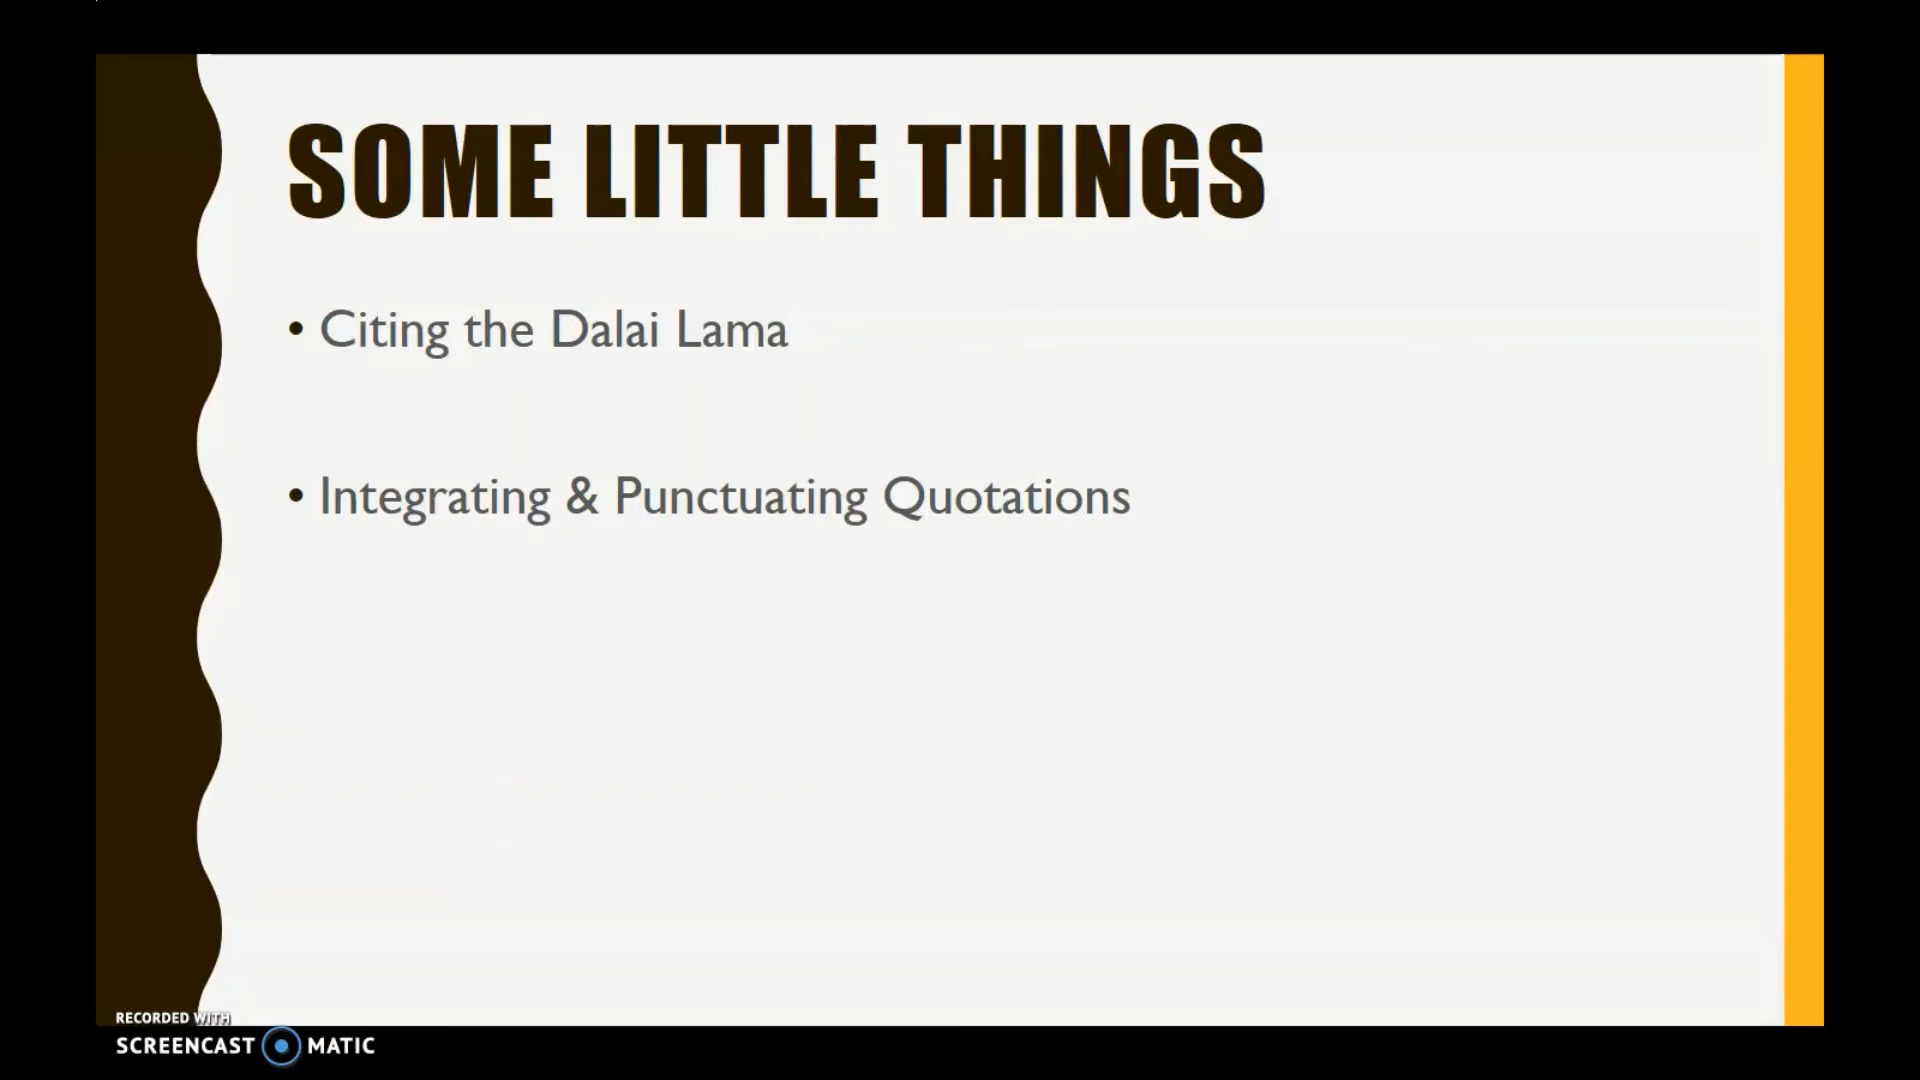 SOME LITTLE THINGS
• Citing the Dalai Lama
• Integrating & Punctuating Quotations
RECORDED WITH
SCREENCAST MATIC